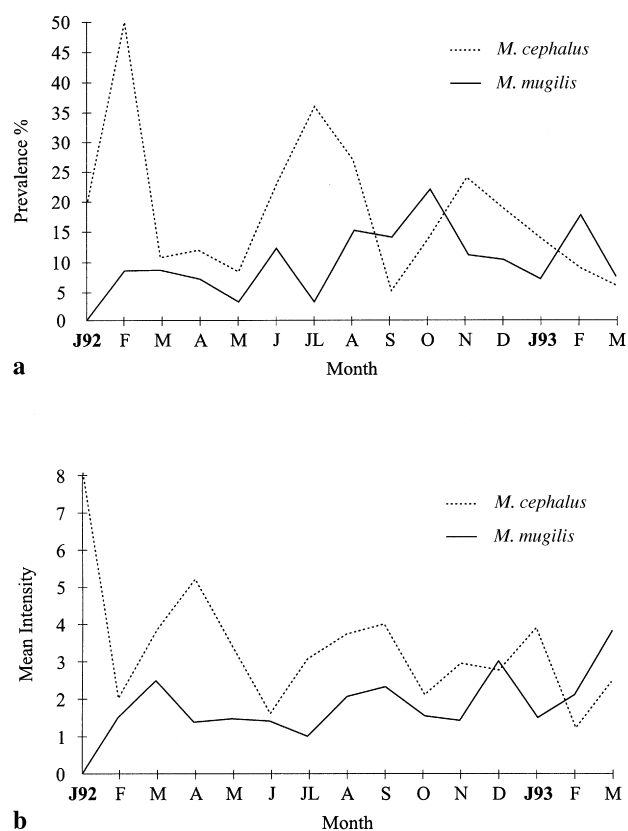 50
45
40
35
30
25
20
15
10
5
0
Prevalence %
M. cephalus
M. mugilis
J92 F M A M J JL A S O N D J93 F M
Month
a
8
7
6
5
4
3
2
1
0
Mean Intensity
M. cephalus
M. mugilis
J92 F M A M J JL A S O N D J93 F M
Month
b